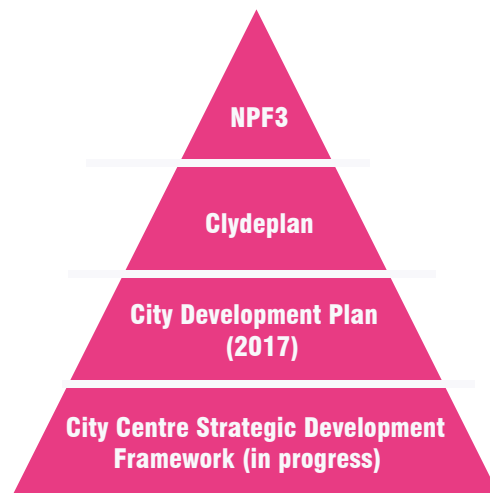 NPF3
Clydeplan
City Development Plan
(2017)
City Centre Strategic Development
Framework (in progress)